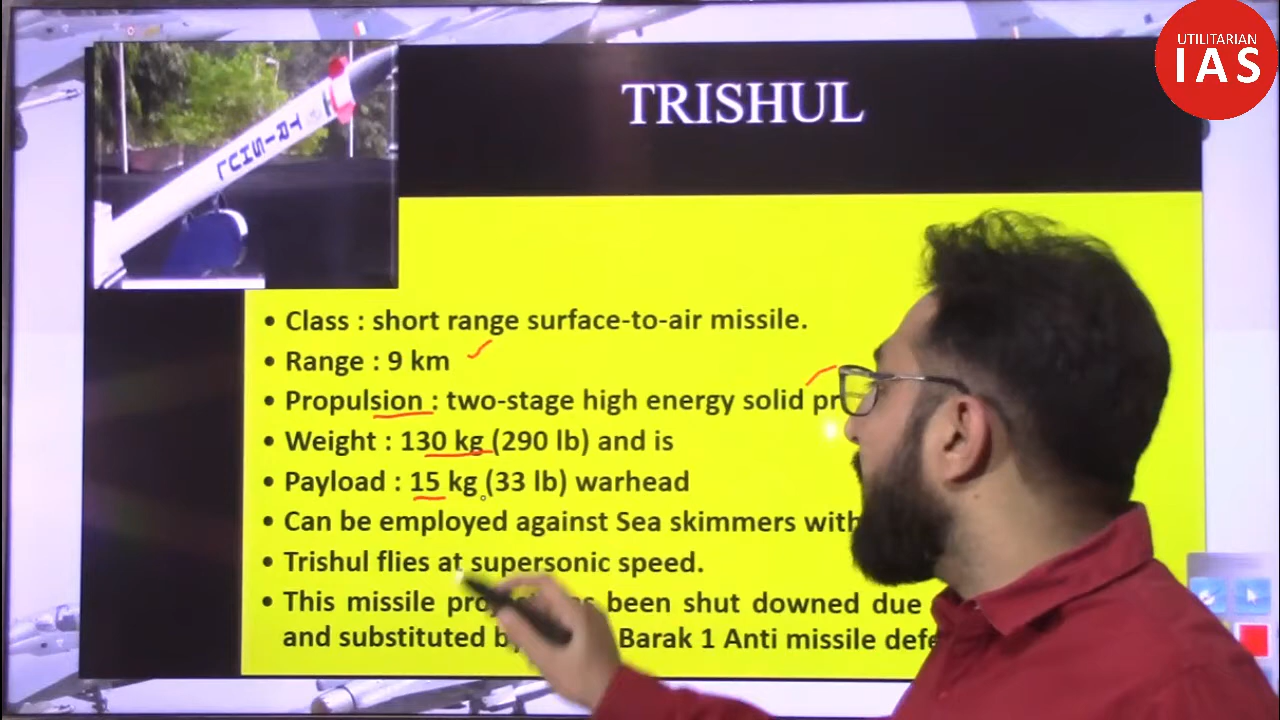 UTILITARIAN
IAS
TRISHUL
TRISHUL
• Class : short range surface-to-air missile.
• Range : 9 km
• Propulsion : two-stage high energy solid
• Weight : 130 kg (290 lb) and is
• Payload : 15 kg (33 lb) warhead
• Can be employed against Sea skimmers with
• Trishul flies at supersonic speed.
• This missile been shut downed due
and substituted Barak 1 Anti missile